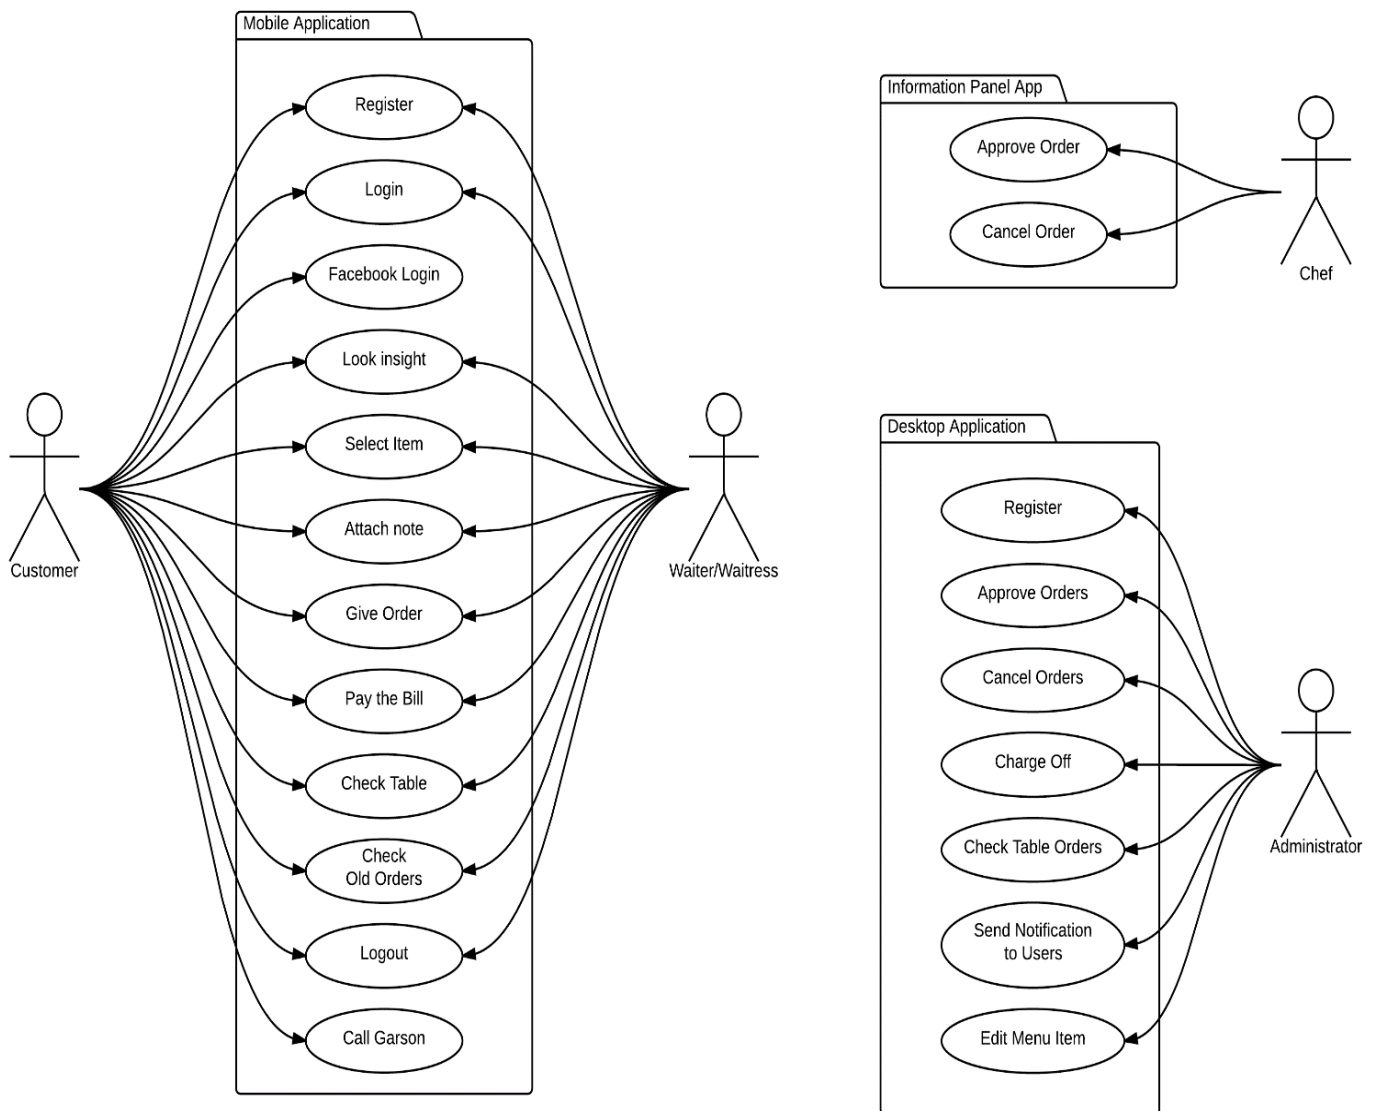 Mobile Application
Register
Login
Facebook Login
Look insight
Select Item
Attach note
Give Order
Pay the Bill
Check Table
Check
Old Orders
Logout
Call Garson
Customer
Waiter/Waitress
Information Panel App
Approve Order
Cancel Order
Chef
Desktop Application
Register
Approve Orders
Cancel Orders
Charge Off
Check Table Orders
Send Notification
to Users
Edit Menu Item
Administrator